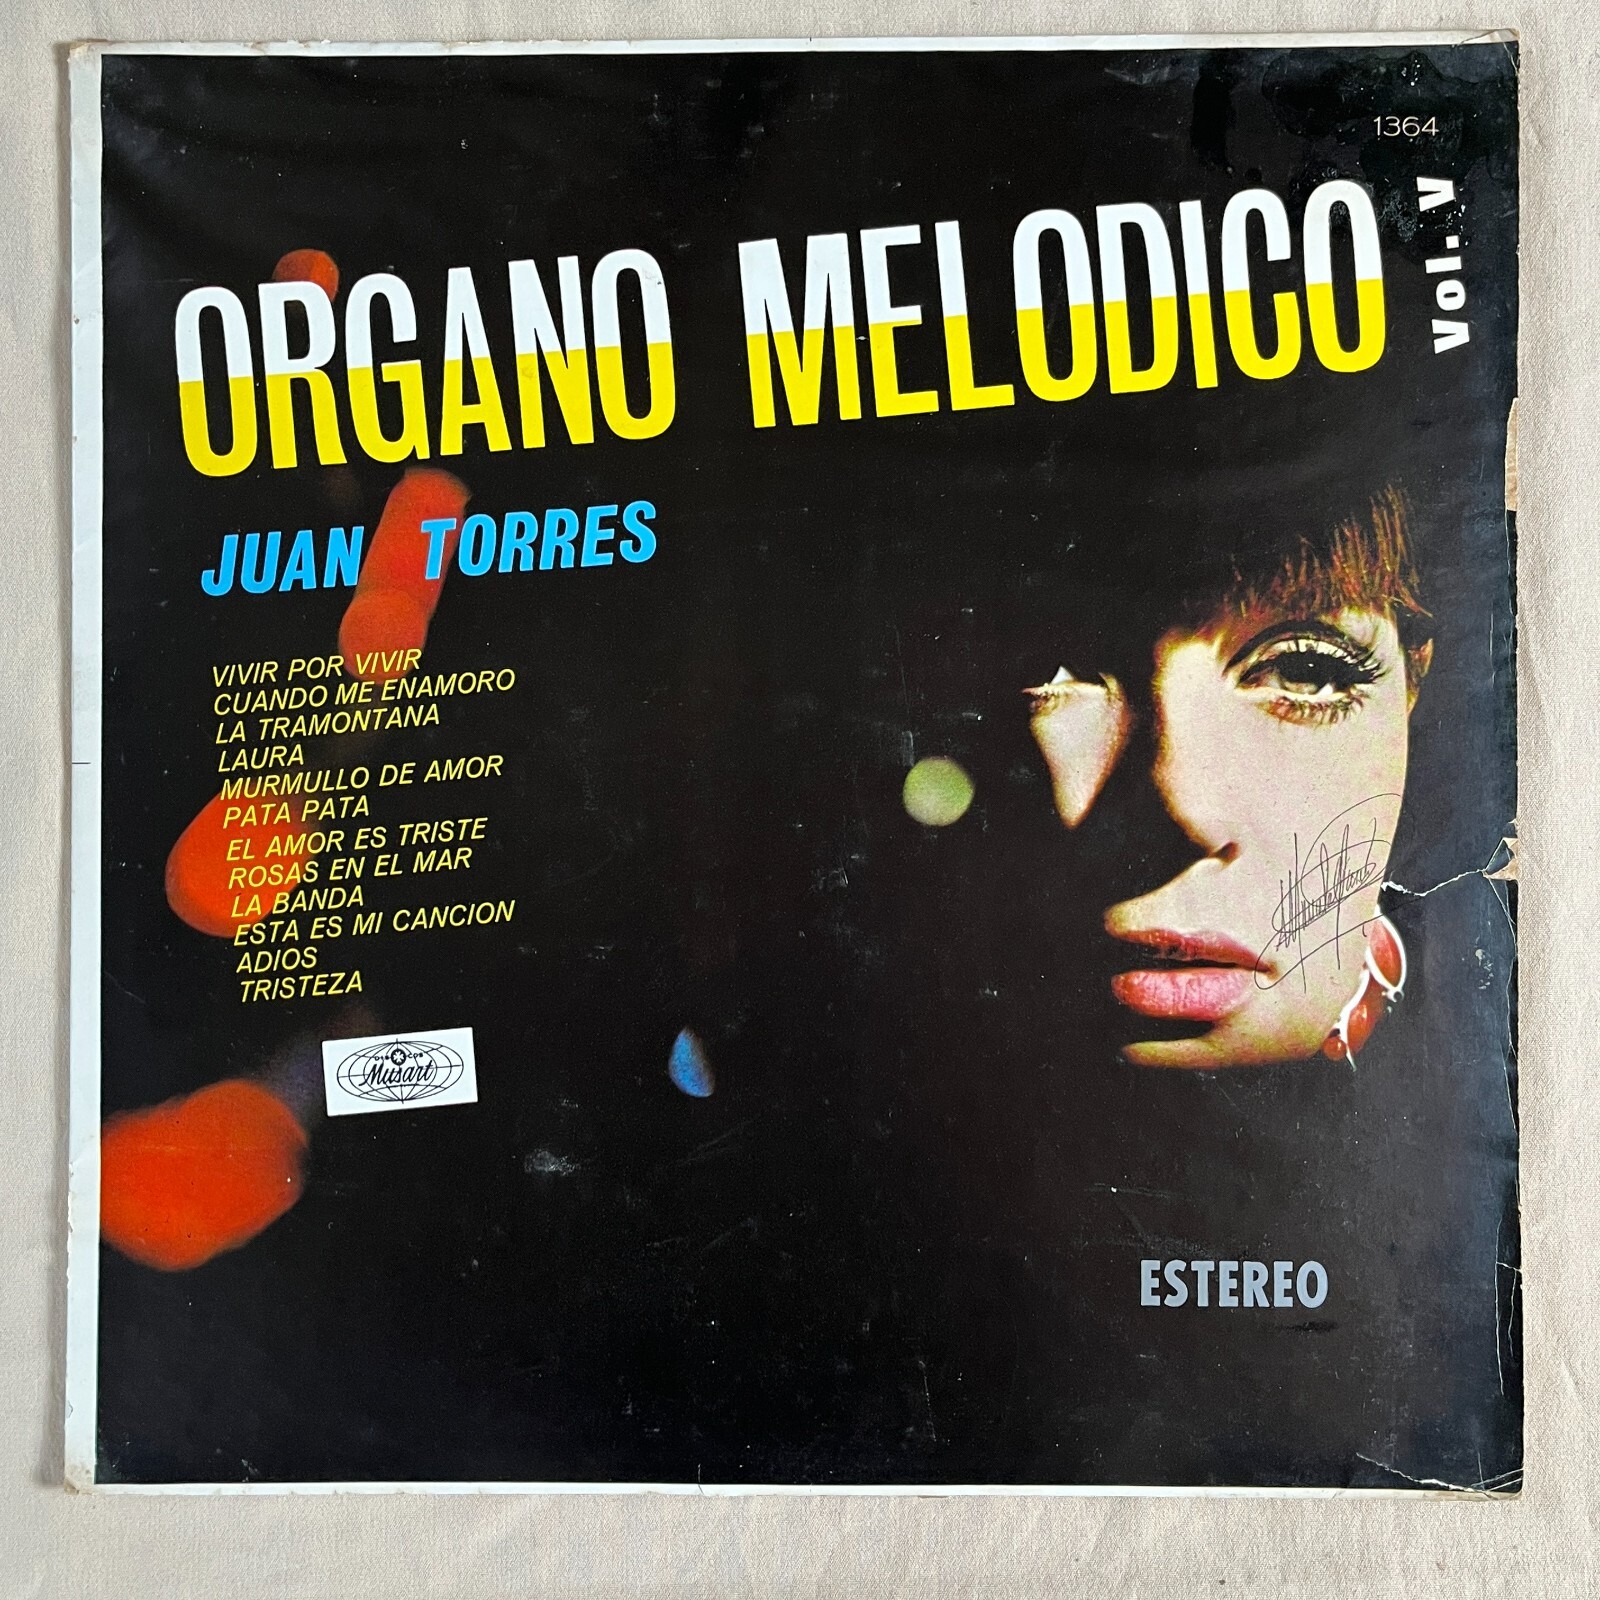 1364
ORGANO MELODICO
Vol. V
JUAN TORRES
VIVIR POR VIVIR
CUANDO ME ENAMORO
LA TRAMONTANA
LAURA
MURMULLO DE AMOR
PATA PATA
EL AMOR ES TRISTE
ROSAS EN EL MAR
LA BANDA
ESTA ES MI CANCION
ADIOS
TRISTEZA
DISCOS
Musart
ESTEREO